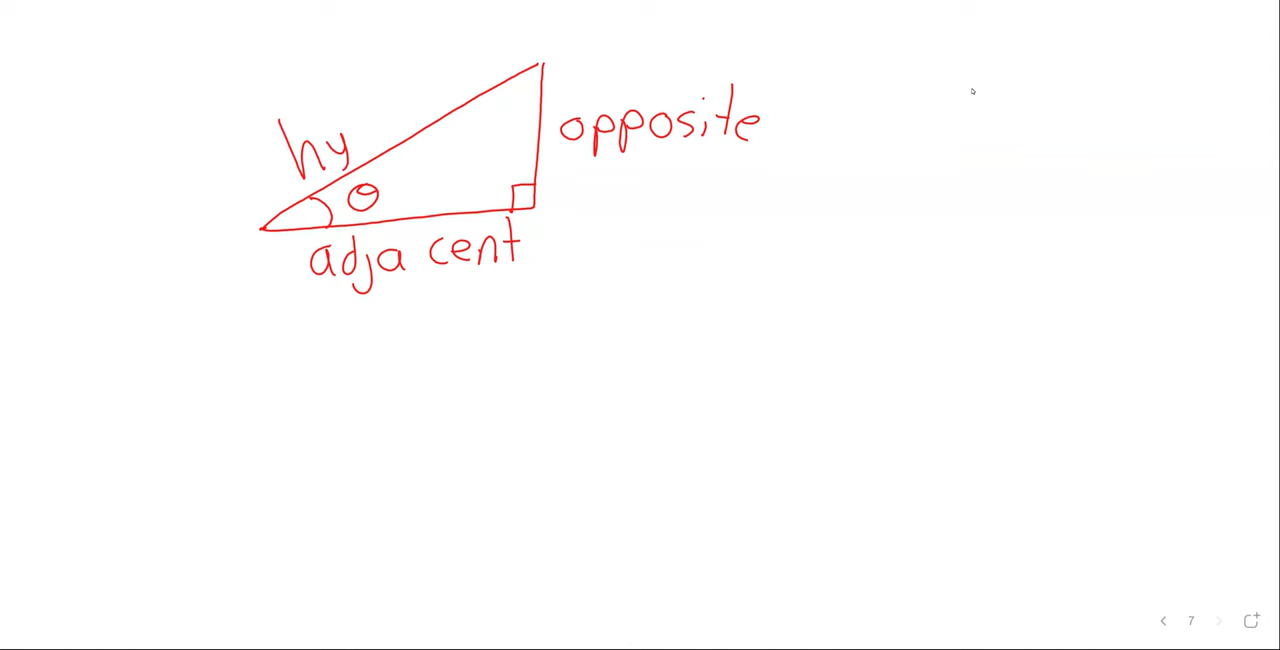 hy
opposite
θ
adja cent
7